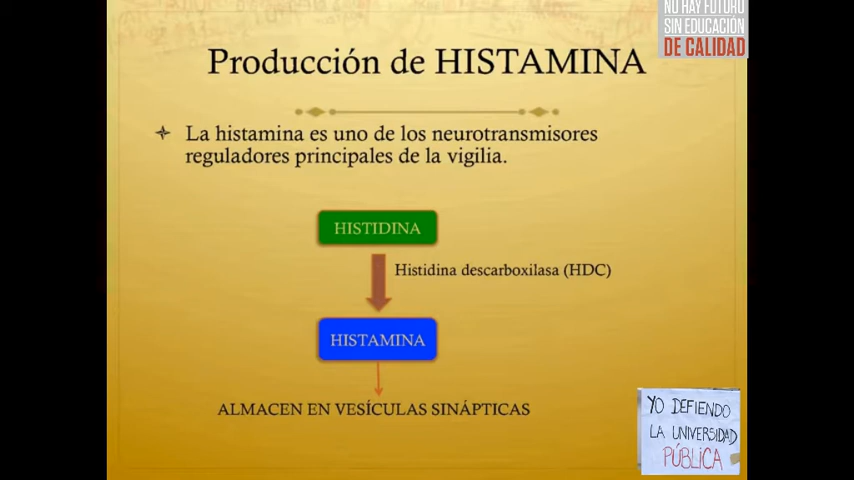 NO HAY FUTURO
SIN EDUCACIÓN
DE CALIDAD
Producción de HISTAMINA
La histamina es uno de los neurotransmisores
reguladores principales de la vigilia.
HISTIDINA
Histidina descarboxilasa (HDC)
HISTAMINA
ALMACEN EN VESÍCULAS SINÁPTICAS
YO DEFIENDO
LA UNIVERSIDAD
PÚBLICA